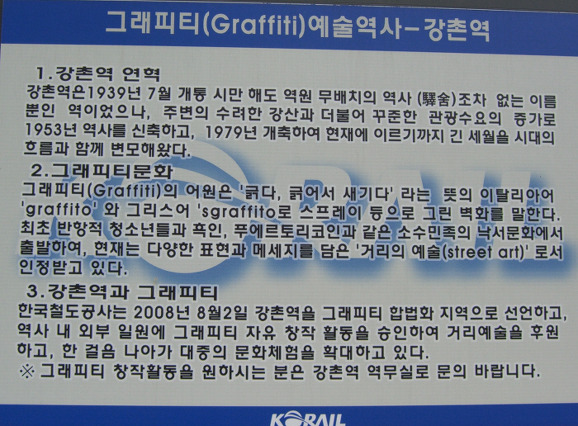 그래피티(Graffiti)예술역사-강촌역
1.강촌역 연혁
강촌역은1939년 7월 개통 시만 해도 역원 무배치의 역사 (驛舍)조차 없는 이름
뿐인 역이었으나, 주변의 수려한 강산과 더불어 꾸준한 관광수요의 증가로
1953년 역사를 신축하고, 1979년 개축하여 현재에 이르기까지 긴 세월을 시대의
흐름과 함께 변모해왔다.
2.그래피티문화
그래피티(Graffiti)의 어원은 '긁다, 긁어서 새기다' 라는 뜻의 이탈리아어
'graffito' 와 그리스어 'sgraffito로 스프레이 등으로 그린 벽화를 말한다.
최초 반항적 청소년들과 흑인, 푸에르토리코인과 같은 소수민족의 낙서문화에서
출발하여, 현재는 다양한 표현과 메세지를 담은 '거리의 예술(street art)' 로서
인정받고 있다.
3.강촌역과 그래피티
한국철도공사는 2008년 8월2일 강촌역을 그래피티 합법화 지역으로 선언하고,
역사 내 외부 일원에 그래피티 자유 창작 활동을 승인하여 거리예술을 후원
하고, 한 걸음 나아가 대중의 문화체험을 확대하고 있다.
※ 그래피티 창작활동을 원하시는 분은 강촌역 역무실로 문의 바랍니다.
KORAIL